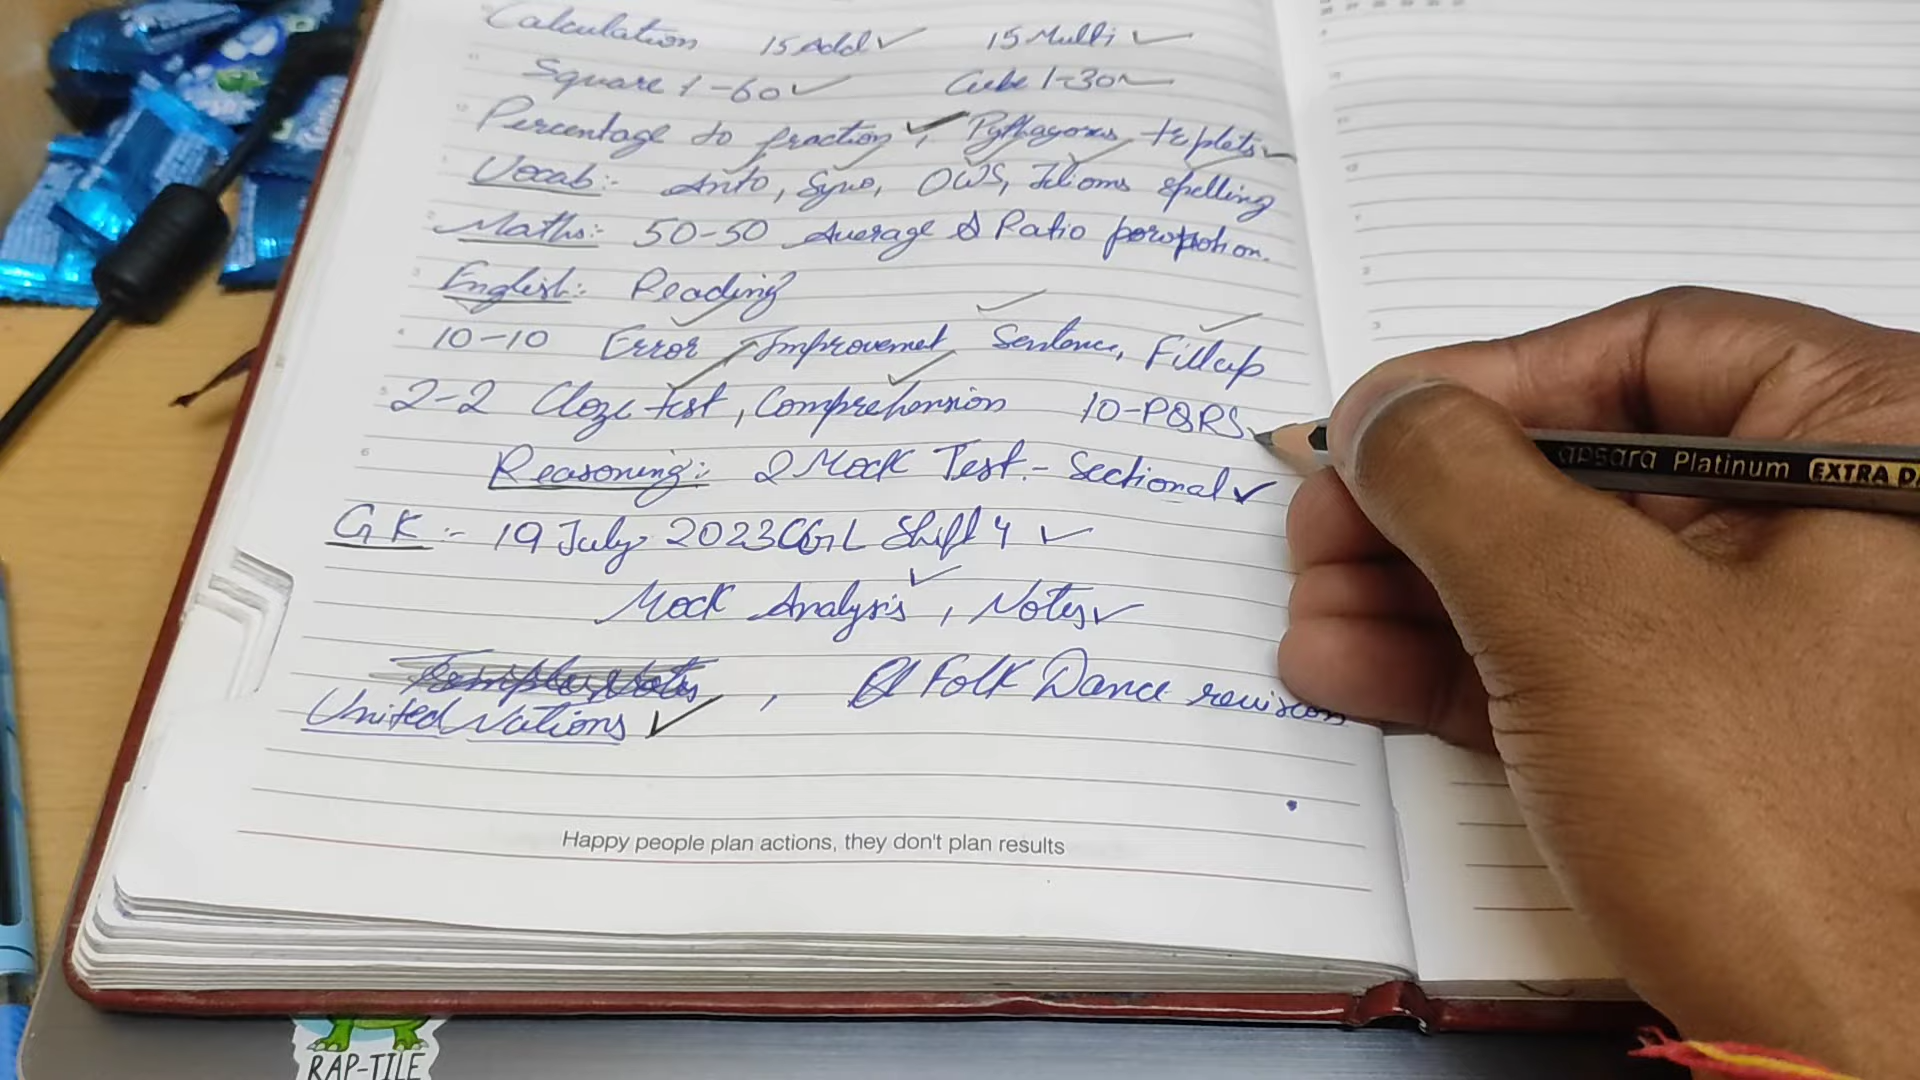 Calculation 15 Add ✓ 15 Multi ✓
Square 1-60 ✓ Cube 1-30 ✓
Percentage to fraction ✓, Pythagorus triplets ✓
Vocab:- Anto, Syno, OWS, Idioms spelling
Maths:- 50-50 Average & Ratio porpotion.
English:- Reading
10-10 Error ✓ Improvemet ✓ Sentence, Fillup
2-2 Cloze test, Comprehension 10-PQRS
Reasoning:- 2 Mock Test.- Sectional ✓
GK:- 19 July 2023 CGL Shift 4 ✓
Mock Analysis ✓, Notes ✓
United Nations ✓ , Folk Dance revision
Happy people plan actions, they don't plan results
apsara Platinum EXTRA
RAP-TILE